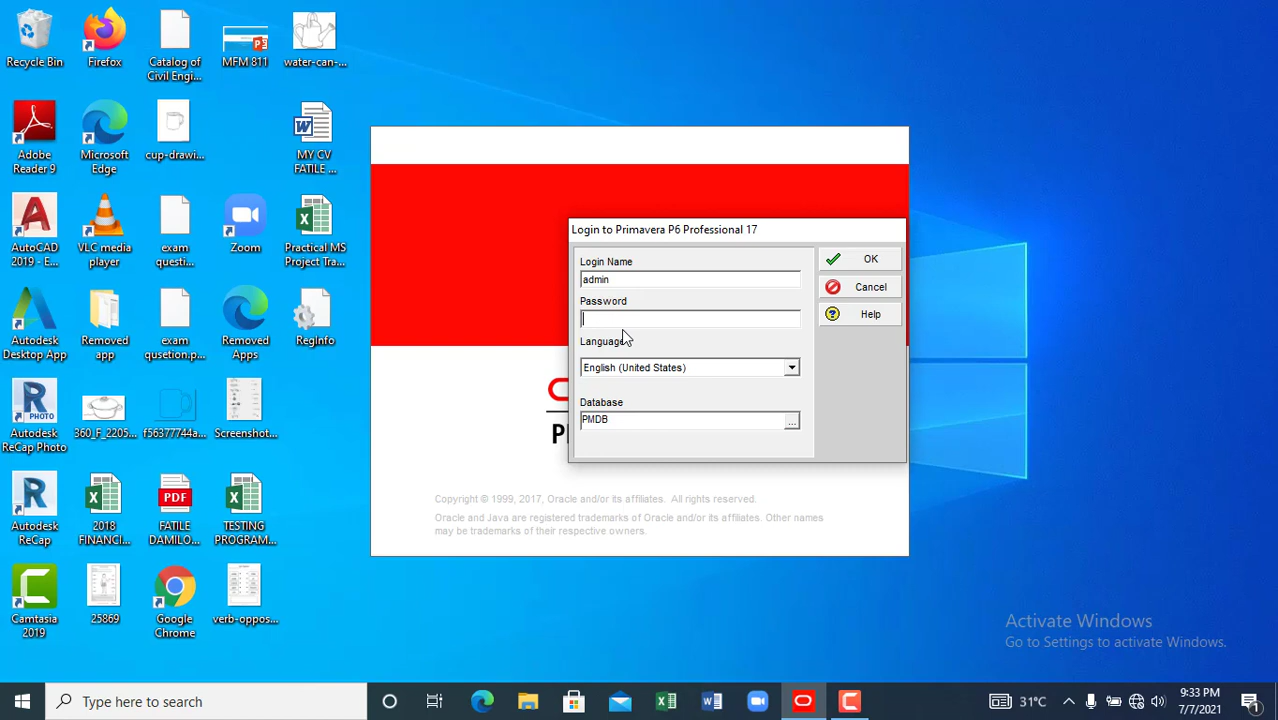 Recycle Bin
Firefox
Catalog of
Civil Engi...
MFM 811
water-can-...
Adobe
Reader 9
Microsoft
Edge
cup-drawi...
MY CV
FATILE ...
AutoCAD
2019 - E...
VLC media
player
exam
questi...
Zoom
Practical MS
Project Tra...
Autodesk
Desktop App
Removed
app
exam
qusetion.p...
Removed
Apps
RegInfo
PHOTO
Autodesk
ReCap Photo
360_F_2205...
f56377744a...
Screenshot...
Autodesk
ReCap
2018
FINANCI...
PDF
FATILE
DAMILO...
TESTING
PROGRAM...
Camtasia
2019
25869
Google
Chrome
verb-oppos...
Login to Primavera P6 Professional 17
Login Name
admin
Password
Language
English (United States)
Database
PMDB
...
OK
Cancel
Help
Copyright © 1999, 2017, Oracle and/or its affiliates. All rights reserved.
Oracle and Java are registered trademarks of Oracle and/or its affiliates. Other names
may be trademarks of their respective owners.
Activate Windows
Go to Settings to activate Windows.
Type here to search
31°C
9:33 PM
7/7/2021
1